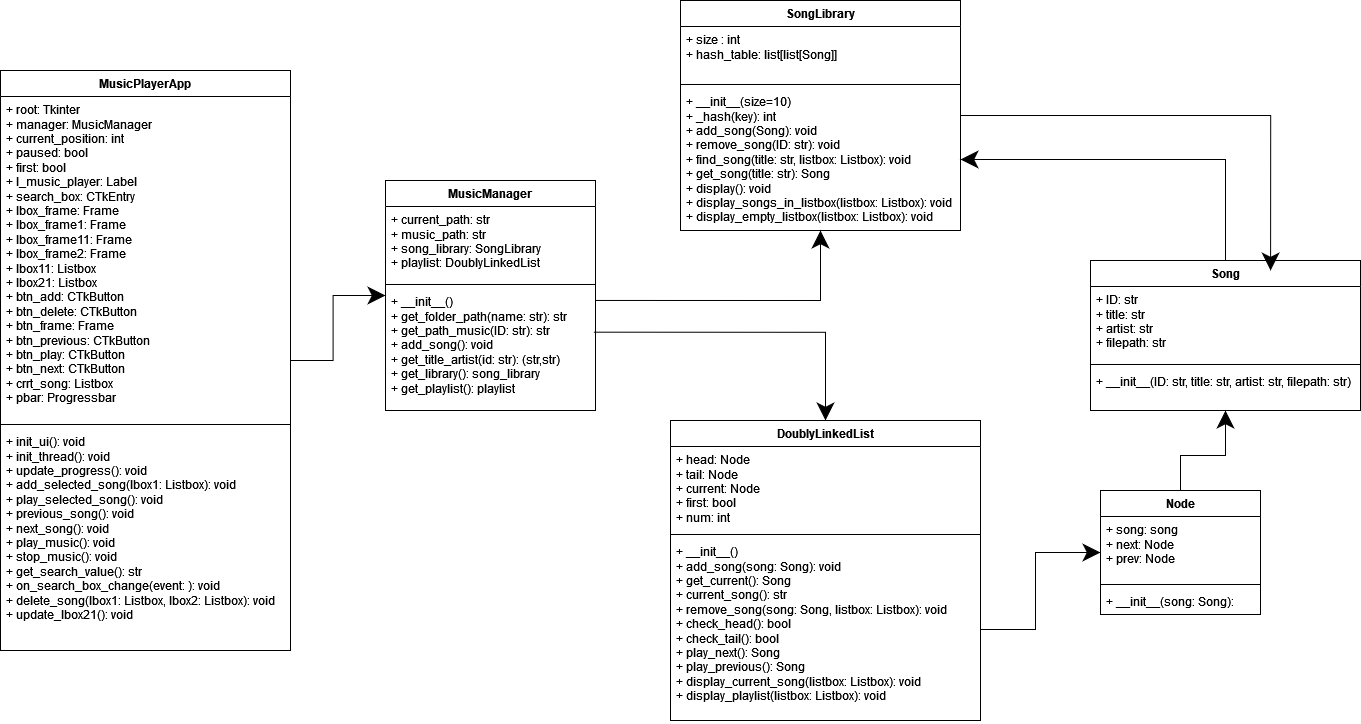 MusicPlayerApp
+ root: Tkinter
+ manager: MusicManager
+ current_position: int
+ paused: bool
+ first: bool
+ l_music_player: Label
+ search_box: CTkEntry
+ lbox_frame: Frame
+ lbox_frame1: Frame
+ lbox_frame11: Frame
+ lbox_frame2: Frame
+ lbox11: Listbox
+ lbox21: Listbox
+ btn_add: CTkButton
+ btn_delete: CTkButton
+ btn_frame: Frame
+ btn_previous: CTkButton
+ btn_play: CTkButton
+ btn_next: CTkButton
+ crrt_song: Listbox
+ pbar: Progressbar
+ init_ui(): void
+ init_thread(): void
+ update_progress(): void
+ add_selected_song(lbox1: Listbox): void
+ play_selected_song(): void
+ previous_song(): void
+ next_song(): void
+ play_music(): void
+ stop_music(): void
+ get_search_value(): str
+ on_search_box_change(event: ): void
+ delete_song(lbox1: Listbox, lbox2: Listbox): void
+ update_lbox21(): void
MusicManager
+ current_path: str
+ music_path: str
+ song_library: SongLibrary
+ playlist: DoublyLinkedList
+ __init__()
+ get_folder_path(name: str): str
+ get_path_music(ID: str): str
+ add_song(): void
+ get_title_artist(id: str): (str,str)
+ get_library(): song_library
+ get_playlist(): playlist
SongLibrary
+ size : int
+ hash_table: list[list[Song]]
+ __init__(size=10)
+ _hash(key): int
+ add_song(Song): void
+ remove_song(ID: str): void
+ find_song(title: str, listbox: Listbox): void
+ get_song(title: str): Song
+ display(): void
+ display_songs_in_listbox(listbox: Listbox): void
+ display_empty_listbox(listbox: Listbox): void
DoublyLinkedList
+ head: Node
+ tail: Node
+ current: Node
+ first: bool
+ num: int
+ __init__()
+ add_song(song: Song): void
+ get_current(): Song
+ current_song(): str
+ remove_song(song: Song, listbox: Listbox): void
+ check_head(): bool
+ check_tail(): bool
+ play_next(): Song
+ play_previous(): Song
+ display_current_song(listbox: Listbox): void
+ display_playlist(listbox: Listbox): void
Song
+ ID: str
+ title: str
+ artist: str
+ filepath: str
+ __init__(ID: str, title: str, artist: str, filepath: str)
Node
+ song: song
+ next: Node
+ prev: Node
+ __init__(song: Song):